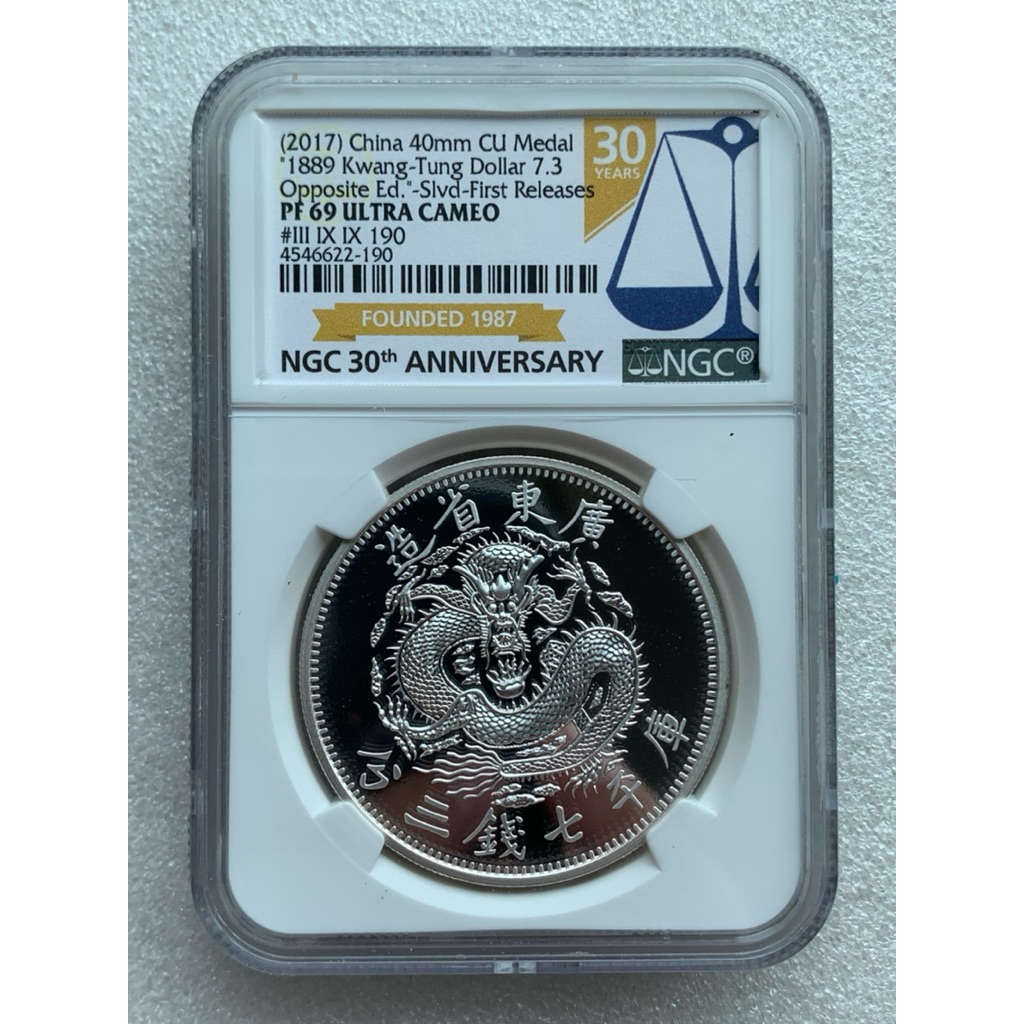 (2017) China 40mm CU Medal
"1889 Kwang-Tung Dollar 7.3
Opposite Ed."-Slvd-First Releases
PF 69 ULTRA CAMEO
#III IX IX 190
4546622-190
30
YEARS
FOUNDED 1987
NGC 30th ANNIVERSARY
NGC®
廣東省造
庫平七錢三